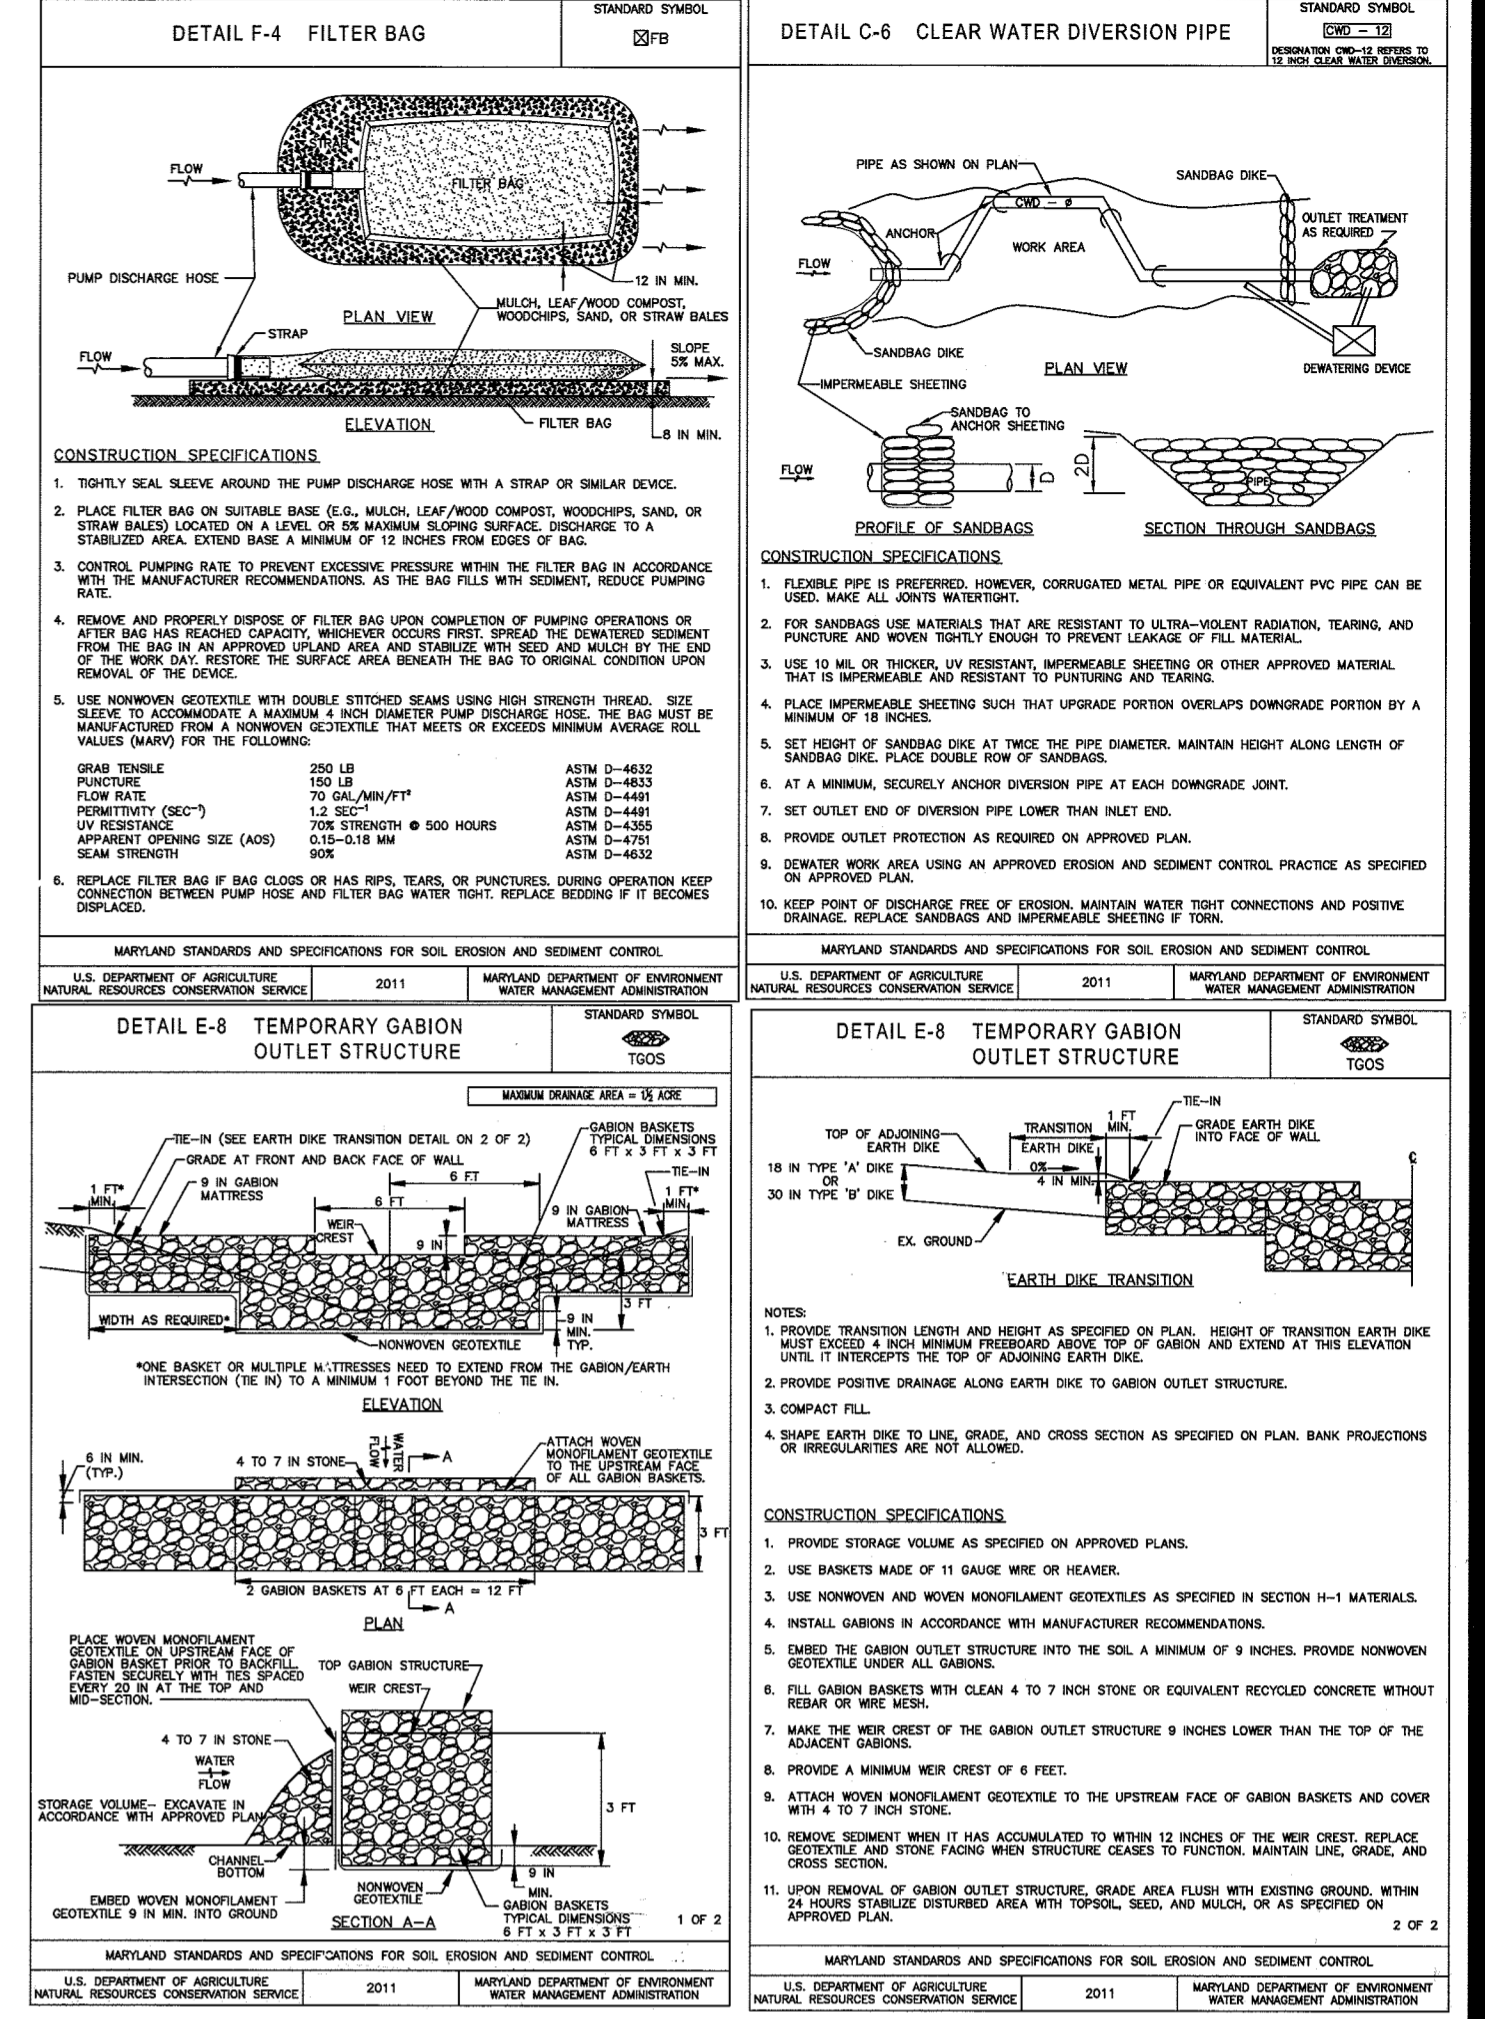 DETAIL F-4 FILTER BAG
STANDARD SYMBOL
FB
FLOW
STRAP
FILTER BAG
PUMP DISCHARGE HOSE
12 IN MIN.
MULCH, LEAF/WOOD COMPOST,
WOODCHIPS, SAND, OR STRAW BALES
PLAN VIEW
STRAP
FLOW
SLOPE
5% MAX.
ELEVATION
FILTER BAG
8 IN MIN.
CONSTRUCTION SPECIFICATIONS
1. TIGHTLY SEAL SLEEVE AROUND THE PUMP DISCHARGE HOSE WITH A STRAP OR SIMILAR DEVICE.
2. PLACE FILTER BAG ON SUITABLE BASE (E.G., MULCH, LEAF/WOOD COMPOST, WOODCHIPS, SAND, OR
STRAW BALES) LOCATED ON A LEVEL OR 5% MAXIMUM SLOPING SURFACE. DISCHARGE TO A
STABILIZED AREA. EXTEND BASE A MINIMUM OF 12 INCHES FROM EDGES OF BAG.
3. CONTROL PUMPING RATE TO PREVENT EXCESSIVE PRESSURE WITHIN THE FILTER BAG IN ACCORDANCE
WITH THE MANUFACTURER RECOMMENDATIONS. AS THE BAG FILLS WITH SEDIMENT, REDUCE PUMPING
RATE.
4. REMOVE AND PROPERLY DISPOSE OF FILTER BAG UPON COMPLETION OF PUMPING OPERATIONS OR
AFTER BAG HAS REACHED CAPACITY, WHICHEVER OCCURS FIRST. SPREAD THE DEWATERED SEDIMENT
FROM THE BAG IN AN APPROVED UPLAND AREA AND STABILIZE WITH SEED AND MULCH BY THE END
OF THE WORK DAY. RESTORE THE SURFACE AREA BENEATH THE BAG TO ORIGINAL CONDITION UPON
REMOVAL OF THE DEVICE.
5. USE NONWOVEN GEOTEXTILE WITH DOUBLE STITCHED SEAMS USING HIGH STRENGTH THREAD. SIZE
SLEEVE TO ACCOMMODATE A MAXIMUM 4 INCH DIAMETER PUMP DISCHARGE HOSE. THE BAG MUST BE
MANUFACTURED FROM A NONWOVEN GEOTEXTILE THAT MEETS OR EXCEEDS MINIMUM AVERAGE ROLL
VALUES (MARV) FOR THE FOLLOWING:
GRAB TENSILE 250 LB ASTM D-4632
PUNCTURE 150 LB ASTM D-4833
FLOW RATE 70 GAL/MIN/FT² ASTM D-4491
PERMITTIVITY (SEC⁻¹) 1.2 SEC⁻¹ ASTM D-4491
UV RESISTANCE 70% STRENGTH @ 500 HOURS ASTM D-4355
APPARENT OPENING SIZE (AOS) 0.15-0.18 MM ASTM D-4751
SEAM STRENGTH 90% ASTM D-4632
6. REPLACE FILTER BAG IF BAG CLOGS OR HAS RIPS, TEARS, OR PUNCTURES. DURING OPERATION KEEP
CONNECTION BETWEEN PUMP HOSE AND FILTER BAG WATER TIGHT. REPLACE BEDDING IF IT BECOMES
DISPLACED.
MARYLAND STANDARDS AND SPECIFICATIONS FOR SOIL EROSION AND SEDIMENT CONTROL
U.S. DEPARTMENT OF AGRICULTURE
NATURAL RESOURCES CONSERVATION SERVICE
2011
MARYLAND DEPARTMENT OF ENVIRONMENT
WATER MANAGEMENT ADMINISTRATION
DETAIL C-6 CLEAR WATER DIVERSION PIPE
STANDARD SYMBOL
CWD - 12
DESIGNATION CWD-12 REFERS TO
12 INCH CLEAR WATER DIVERSION.
PIPE AS SHOWN ON PLAN
SANDBAG DIKE
CWD - Ø
OUTLET TREATMENT
AS REQUIRED
ANCHOR
WORK AREA
FLOW
SANDBAG DIKE
PLAN VIEW
DEWATERING DEVICE
IMPERMEABLE SHEETING
SANDBAG TO
ANCHOR SHEETING
FLOW
D
2D
PIPE
PROFILE OF SANDBAGS
SECTION THROUGH SANDBAGS
CONSTRUCTION SPECIFICATIONS
1. FLEXIBLE PIPE IS PREFERRED. HOWEVER, CORRUGATED METAL PIPE OR EQUIVALENT PVC PIPE CAN BE
USED. MAKE ALL JOINTS WATERTIGHT.
2. FOR SANDBAGS USE MATERIALS THAT ARE RESISTANT TO ULTRA-VIOLENT RADIATION, TEARING, AND
PUNCTURE AND WOVEN TIGHTLY ENOUGH TO PREVENT LEAKAGE OF FILL MATERIAL.
3. USE 10 MIL OR THICKER, UV RESISTANT, IMPERMEABLE SHEETING OR OTHER APPROVED MATERIAL
THAT IS IMPERMEABLE AND RESISTANT TO PUNTURING AND TEARING.
4. PLACE IMPERMEABLE SHEETING SUCH THAT UPGRADE PORTION OVERLAPS DOWNGRADE PORTION BY A
MINIMUM OF 18 INCHES.
5. SET HEIGHT OF SANDBAG DIKE AT TWICE THE PIPE DIAMETER. MAINTAIN HEIGHT ALONG LENGTH OF
SANDBAG DIKE. PLACE DOUBLE ROW OF SANDBAGS.
6. AT A MINIMUM, SECURELY ANCHOR DIVERSION PIPE AT EACH DOWNGRADE JOINT.
7. SET OUTLET END OF DIVERSION PIPE LOWER THAN INLET END.
8. PROVIDE OUTLET PROTECTION AS REQUIRED ON APPROVED PLAN.
9. DEWATER WORK AREA USING AN APPROVED EROSION AND SEDIMENT CONTROL PRACTICE AS SPECIFIED
ON APPROVED PLAN.
10. KEEP POINT OF DISCHARGE FREE OF EROSION. MAINTAIN WATER TIGHT CONNECTIONS AND POSITIVE
DRAINAGE. REPLACE SANDBAGS AND IMPERMEABLE SHEETING IF TORN.
MARYLAND STANDARDS AND SPECIFICATIONS FOR SOIL EROSION AND SEDIMENT CONTROL
U.S. DEPARTMENT OF AGRICULTURE
NATURAL RESOURCES CONSERVATION SERVICE
2011
MARYLAND DEPARTMENT OF ENVIRONMENT
WATER MANAGEMENT ADMINISTRATION
DETAIL E-8 TEMPORARY GABION
OUTLET STRUCTURE
STANDARD SYMBOL
TGOS
MAXIMUM DRAINAGE AREA = 1½ ACRE
TIE-IN (SEE EARTH DIKE TRANSITION DETAIL ON 2 OF 2)
GRADE AT FRONT AND BACK FACE OF WALL
GABION BASKETS
TYPICAL DIMENSIONS
6 FT x 3 FT x 3 FT
TIE-IN
1 FT*
MIN.
9 IN GABION
MATTRESS
6 FT
6 FT
9 IN GABION
MATTRESS
1 FT*
MIN.
WEIR
CREST
9 IN
3 FT
WIDTH AS REQUIRED*
9 IN
MIN.
TYP.
NONWOVEN GEOTEXTILE
*ONE BASKET OR MULTIPLE MATTRESSES NEED TO EXTEND FROM THE GABION/EARTH
INTERSECTION (TIE IN) TO A MINIMUM 1 FOOT BEYOND THE TIE IN.
ELEVATION
6 IN MIN.
(TYP.)
4 TO 7 IN STONE
WATER
FLOW
A
ATTACH WOVEN
MONOFILAMENT GEOTEXTILE
TO THE UPSTREAM FACE
OF ALL GABION BASKETS.
3 FT
2 GABION BASKETS AT 6 FT EACH = 12 FT
A
PLAN
PLACE WOVEN MONOFILAMENT
GEOTEXTILE ON UPSTREAM FACE OF
GABION BASKET PRIOR TO BACKFILL.
FASTEN SECURELY WITH TIES SPACED
EVERY 20 IN AT THE TOP AND
MID-SECTION.
TOP GABION STRUCTURE
WEIR CREST
4 TO 7 IN STONE
WATER
FLOW
STORAGE VOLUME- EXCAVATE IN
ACCORDANCE WITH APPROVED PLAN
3 FT
CHANNEL
BOTTOM
9 IN
MIN.
NONWOVEN
GEOTEXTILE
EMBED WOVEN MONOFILAMENT
GEOTEXTILE 9 IN MIN. INTO GROUND
GABION BASKETS
TYPICAL DIMENSIONS
6 FT x 3 FT x 3 FT
SECTION A-A
1 OF 2
MARYLAND STANDARDS AND SPECIFICATIONS FOR SOIL EROSION AND SEDIMENT CONTROL
U.S. DEPARTMENT OF AGRICULTURE
NATURAL RESOURCES CONSERVATION SERVICE
2011
MARYLAND DEPARTMENT OF ENVIRONMENT
WATER MANAGEMENT ADMINISTRATION
DETAIL E-8 TEMPORARY GABION
OUTLET STRUCTURE
STANDARD SYMBOL
TGOS
TIE-IN
1 FT
MIN.
TRANSITION
EARTH DIKE
GRADE EARTH DIKE
INTO FACE OF WALL
TOP OF ADJOINING
EARTH DIKE
18 IN TYPE 'A' DIKE
OR
30 IN TYPE 'B' DIKE
0%
4 IN MIN.
℄
EX. GROUND
EARTH DIKE TRANSITION
NOTES:
1. PROVIDE TRANSITION LENGTH AND HEIGHT AS SPECIFIED ON PLAN. HEIGHT OF TRANSITION EARTH DIKE
MUST EXCEED 4 INCH MINIMUM FREEBOARD ABOVE TOP OF GABION AND EXTEND AT THIS ELEVATION
UNTIL IT INTERCEPTS THE TOP OF ADJOINING EARTH DIKE.
2. PROVIDE POSITIVE DRAINAGE ALONG EARTH DIKE TO GABION OUTLET STRUCTURE.
3. COMPACT FILL.
4. SHAPE EARTH DIKE TO LINE, GRADE, AND CROSS SECTION AS SPECIFIED ON PLAN. BANK PROJECTIONS
OR IRREGULARITIES ARE NOT ALLOWED.
CONSTRUCTION SPECIFICATIONS
1. PROVIDE STORAGE VOLUME AS SPECIFIED ON APPROVED PLANS.
2. USE BASKETS MADE OF 11 GAUGE WIRE OR HEAVIER.
3. USE NONWOVEN AND WOVEN MONOFILAMENT GEOTEXTILES AS SPECIFIED IN SECTION H-1 MATERIALS.
4. INSTALL GABIONS IN ACCORDANCE WITH MANUFACTURER RECOMMENDATIONS.
5. EMBED THE GABION OUTLET STRUCTURE INTO THE SOIL A MINIMUM OF 9 INCHES. PROVIDE NONWOVEN
GEOTEXTILE UNDER ALL GABIONS.
6. FILL GABION BASKETS WITH CLEAN 4 TO 7 INCH STONE OR EQUIVALENT RECYCLED CONCRETE WITHOUT
REBAR OR WIRE MESH.
7. MAKE THE WEIR CREST OF THE GABION OUTLET STRUCTURE 9 INCHES LOWER THAN THE TOP OF THE
ADJACENT GABIONS.
8. PROVIDE A MINIMUM WEIR CREST OF 6 FEET.
9. ATTACH WOVEN MONOFILAMENT GEOTEXTILE TO THE UPSTREAM FACE OF GABION BASKETS AND COVER
WITH 4 TO 7 INCH STONE.
10. REMOVE SEDIMENT WHEN IT HAS ACCUMULATED TO WITHIN 12 INCHES OF THE WEIR CREST. REPLACE
GEOTEXTILE AND STONE FACING WHEN STRUCTURE CEASES TO FUNCTION. MAINTAIN LINE, GRADE, AND
CROSS SECTION.
11. UPON REMOVAL OF GABION OUTLET STRUCTURE, GRADE AREA FLUSH WITH EXISTING GROUND. WITHIN
24 HOURS STABILIZE DISTURBED AREA WITH TOPSOIL, SEED, AND MULCH, OR AS SPECIFIED ON
APPROVED PLAN.
2 OF 2
MARYLAND STANDARDS AND SPECIFICATIONS FOR SOIL EROSION AND SEDIMENT CONTROL
U.S. DEPARTMENT OF AGRICULTURE
NATURAL RESOURCES CONSERVATION SERVICE
2011
MARYLAND DEPARTMENT OF ENVIRONMENT
WATER MANAGEMENT ADMINISTRATION